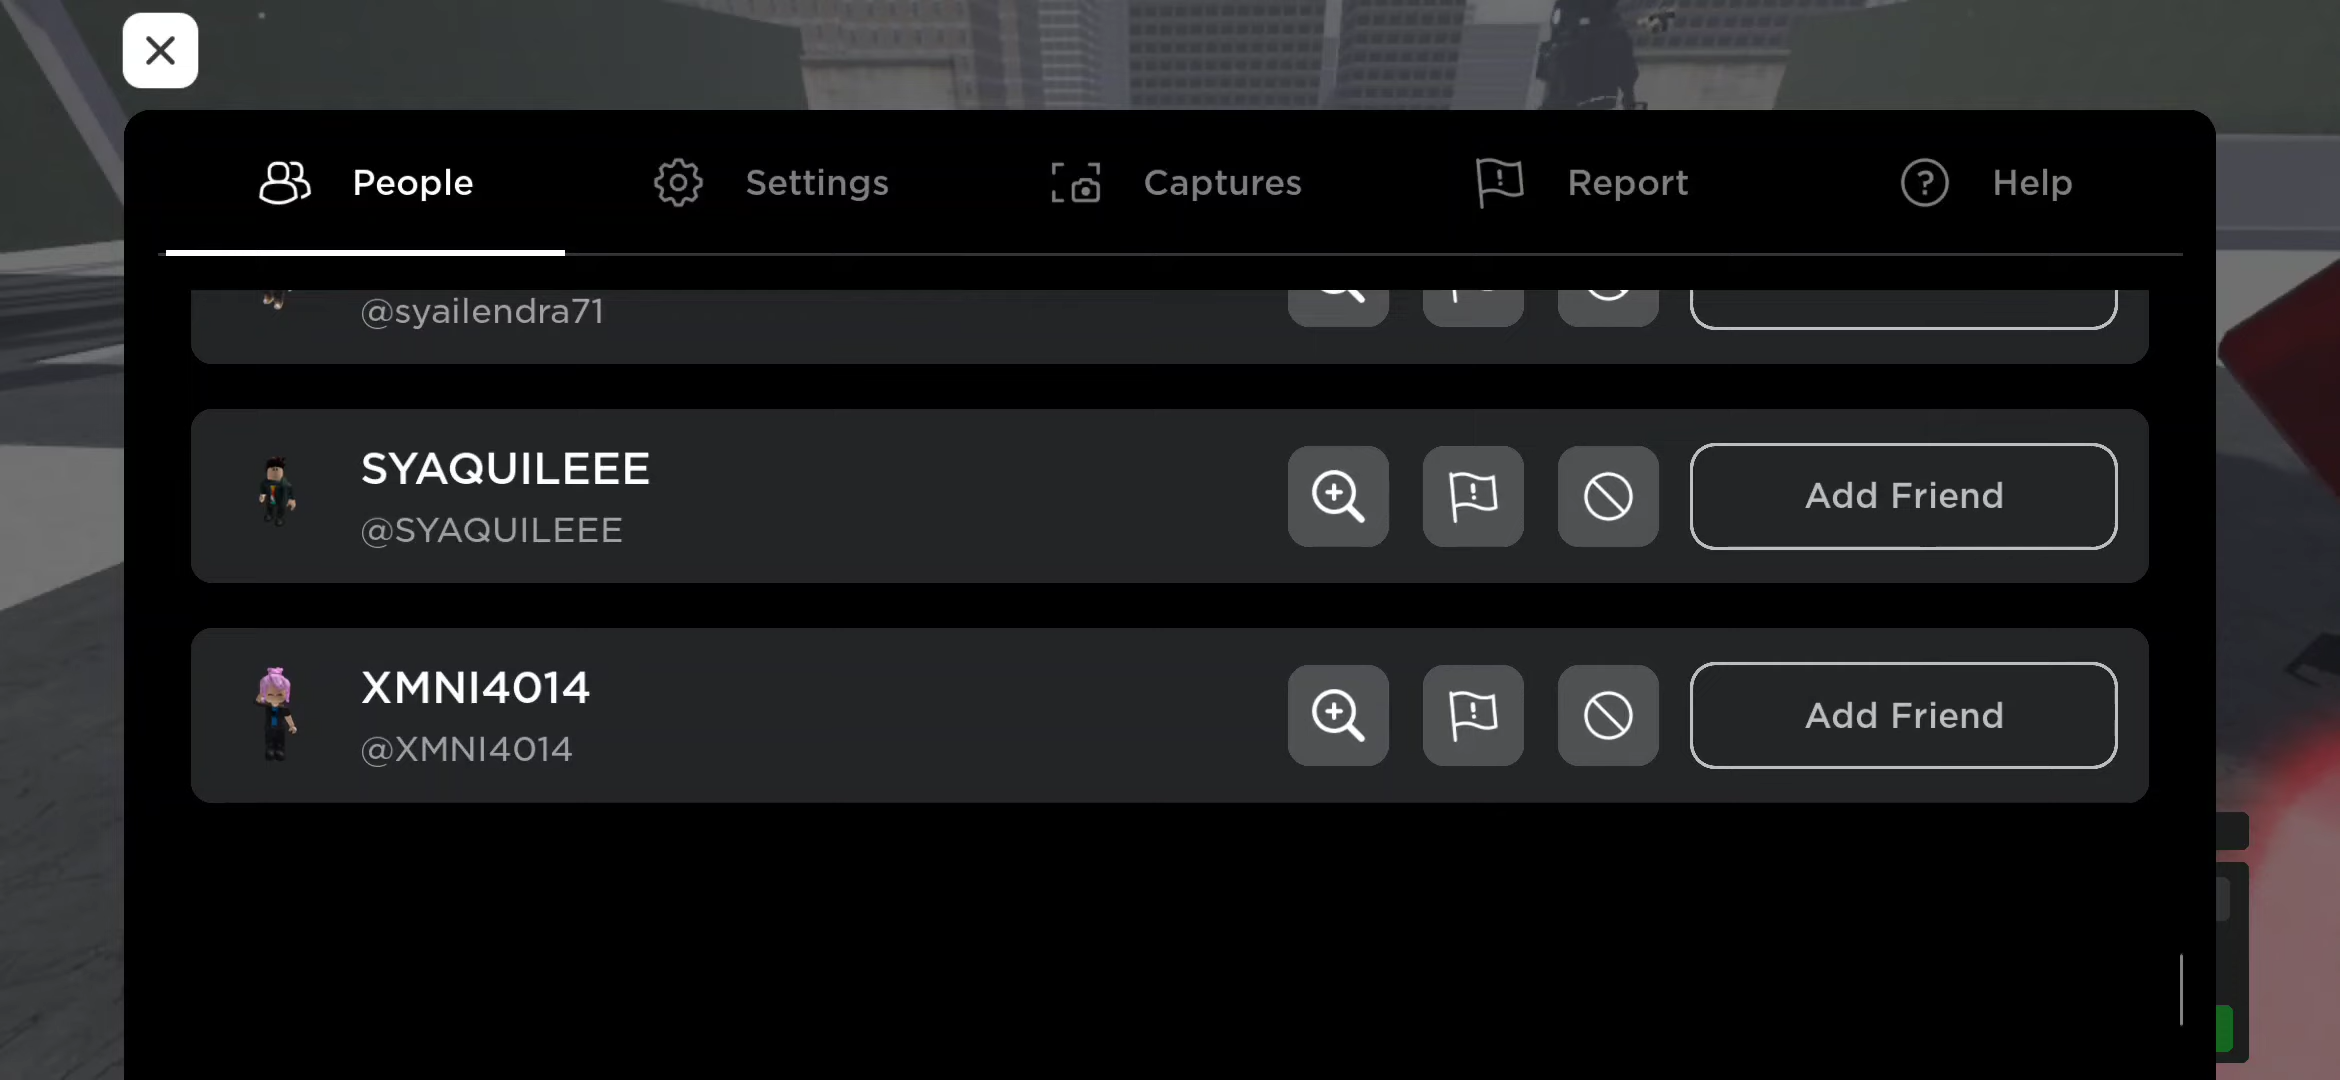 People
Settings
Captures
Report
Help
@syailendra71
SYAQUILEEE
@SYAQUILEEE
Add Friend
XMNI4014
@XMNI4014
Add Friend